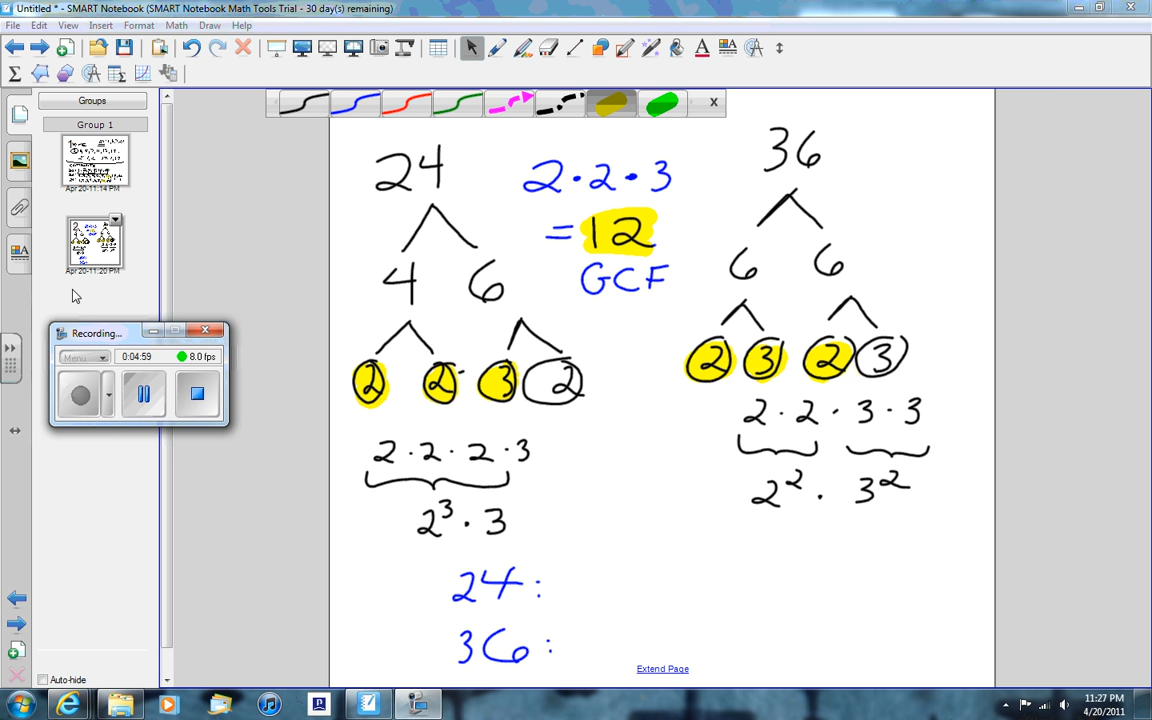 Untitled * - SMART Notebook (SMART Notebook Math Tools Trial - 30 day(s) remaining)
File Edit View Insert Format Math Draw Help
Groups
Group 1
Apr 20-11:14 PM
Apr 20-11:20 PM
Recording...
Menu
0:04:59
8.0 fps
Auto-hide
24
4 6
2 2 3 2
2 · 2 · 2 · 3
2³ · 3
2 · 2 · 3
= 12
GCF
36
6 6
2 3 2 3
2 · 2 · 3 · 3
2² · 3²
24:
36:
Extend Page
11:27 PM
4/20/2011